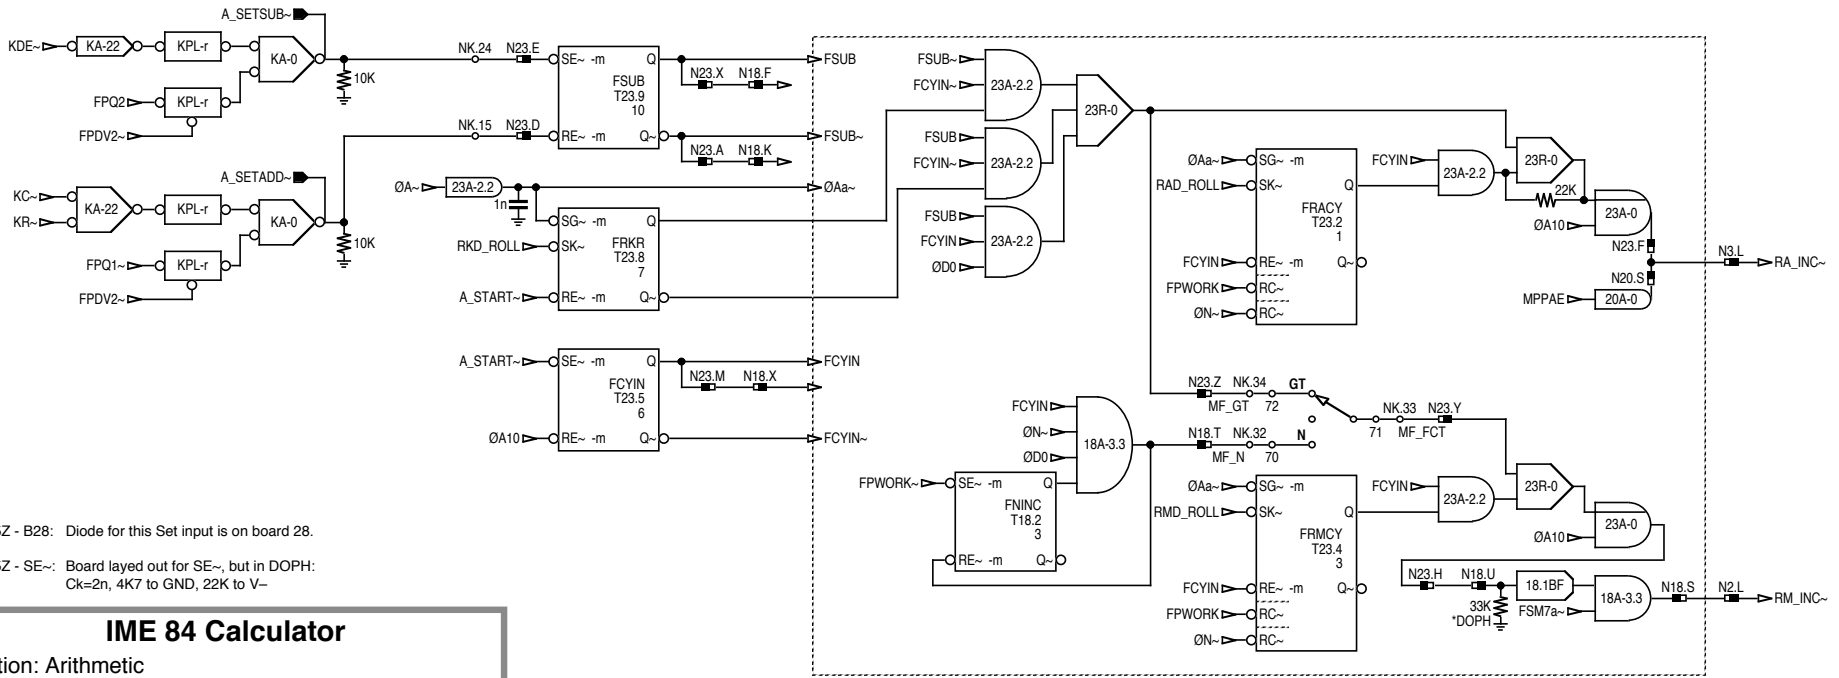 A_SETSUB~
KDE~
KA-22
KPL-r
KA-0
10K
FPQ2
KPL-r
FPDV2~
NK.24
N23.E
SE~ -m
Q
FSUB
T23.9
10
RE~ -m
Q~
NK.15
N23.D
N23.X
N18.F
FSUB
N23.A
N18.K
FSUB~
A_SETADD~
KC~
KR~
KA-22
KPL-r
KA-0
10K
FPQ1~
KPL-r
FPDV2~
ØA~
23A-2.2
1n
ØAa~
SG~ -m
Q
RKD_ROLL
SK~
FRKR
T23.8
7
A_START~
RE~ -m
Q~
A_START~
SE~ -m
Q
FCYIN
T23.5
6
ØA10
RE~ -m
Q~
N23.M
N18.X
FCYIN
FCYIN~
FSUB~
FCYIN~
23A-2.2
FSUB
FCYIN~
23A-2.2
FSUB
FCYIN
ØD0
23A-2.2
23R-0
ØAa~
SG~ -m
RAD_ROLL
SK~
Q
FRACY
T23.2
1
FCYIN
RE~ -m
Q~
FPWORK
RC~
ØN~
RC~
FCYIN
23A-2.2
23R-0
22K
23A-0
ØA10
N23.F
N20.S
MPPAE
20A-0
N3.L
RA_INC~
N23.Z
NK.34
GT
MF_GT
72
NK.33
N23.Y
71
MF_FCT
N18.T
NK.32
N
MF_N
70
FCYIN
ØN~
ØD0
18A-3.3
FPWORK~
SE~ -m
Q
FNINC
T18.2
3
RE~ -m
Q~
ØAa~
SG~ -m
RMD_ROLL
SK~
Q
FRMCY
T23.4
3
FCYIN
RE~ -m
Q~
FPWORK
RC~
ØN~
RC~
FCYIN
23A-2.2
23R-0
23A-0
ØA10
N23.H
N18.U
33K
*DOPH
18.1BF
FSM7a~
18A-3.3
N18.S
N2.L
RM_INC~
Z - B28: Diode for this Set input is on board 28.
Z - SE~: Board layed out for SE~, but in DOPH:
Ck=2n, 4K7 to GND, 22K to V–
IME 84 Calculator
tion: Arithmetic